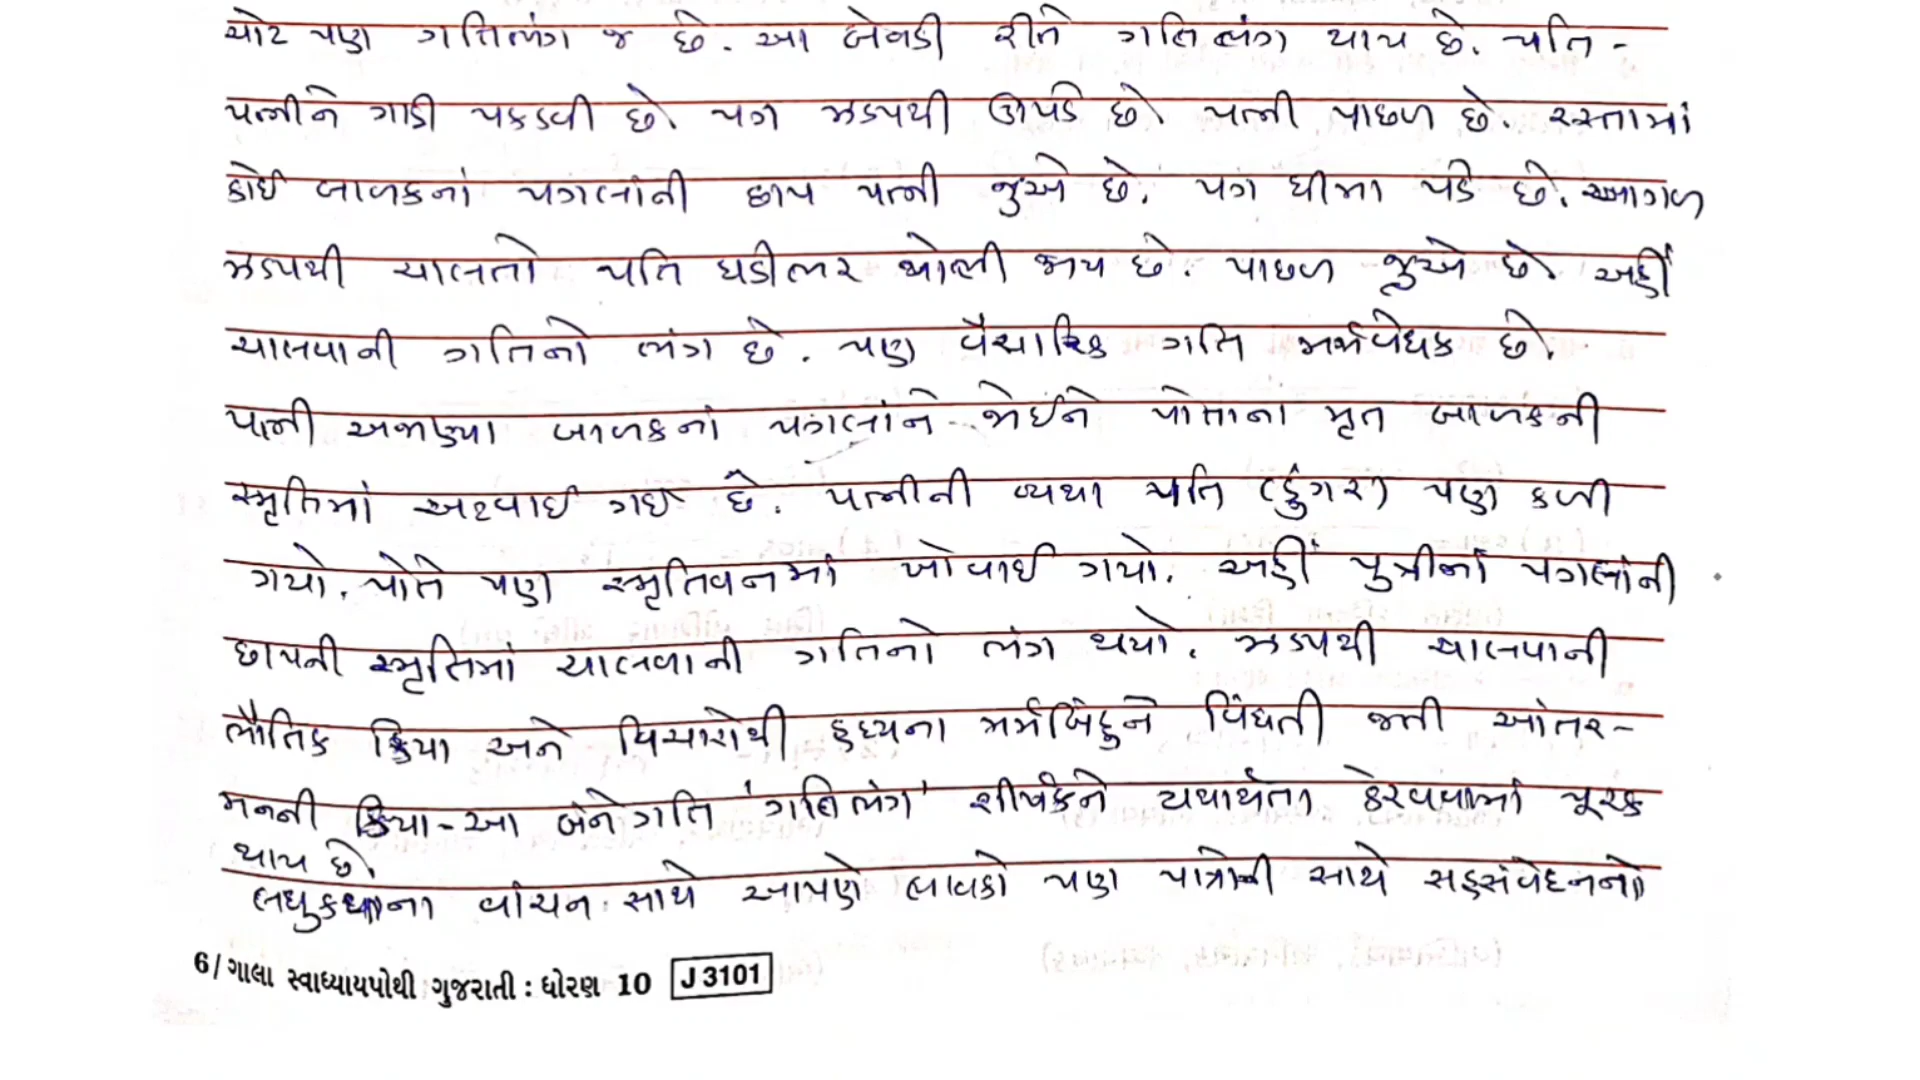 ચોટ પણ ગતિભંગ જ છે. આ બેવડી રીતે ગતિભંગ થાય છે. પતિ-
પત્નીને ગાડી પકડવી છે. પગ ઝડપથી ઊપડે છે. પત્ની પાછળ છે. રસ્તામાં
કોઈ બાળકનાં પગલાંની છાપ પત્ની જુએ છે. પગ ધીમા પડે છે. આગળ
ઝડપથી ચાલતો પતિ ઘડીભર થોભી જાય છે. પાછળ જુએ છે. અહીં
ચાલવાની ગતિનો ભંગ છે. પણ વૈચારિક ગતિ મર્મવેધક છે.
પત્ની અજાણ્યા બાળકનાં પગલાંને જોઈને પોતાના મૃત બાળકની
સ્મૃતિમાં અટવાઈ ગઈ છે. પત્નીની વ્યથા પતિ (ડુંગર) પણ કળી
ગયો. પોતે પણ સ્મૃતિવનમાં ખોવાઈ ગયો. અહીં પુત્રીનાં પગલાંની
છાપની સ્મૃતિમાં ચાલવાની ગતિનો ભંગ થયો. ઝડપથી ચાલવાની
ભૌતિક ક્રિયા અને વિચારોથી હૃદયના મર્મબિંદુને વિંધતી જતી આંતર-
મનની ક્રિયા-આ બંને ગતિ 'ગતિભંગ' શીર્ષકને યથાર્થતા ઠેરવવામાં પૂરક
થાય છે.
લઘુકથાના વાંચન સાથે આપણે ભાવકો પણ પાત્રોની સાથે સહસંવેદનનો
6/ગાલા સ્વાધ્યાયપોથી ગુજરાતી : ધોરણ 10 J 3101